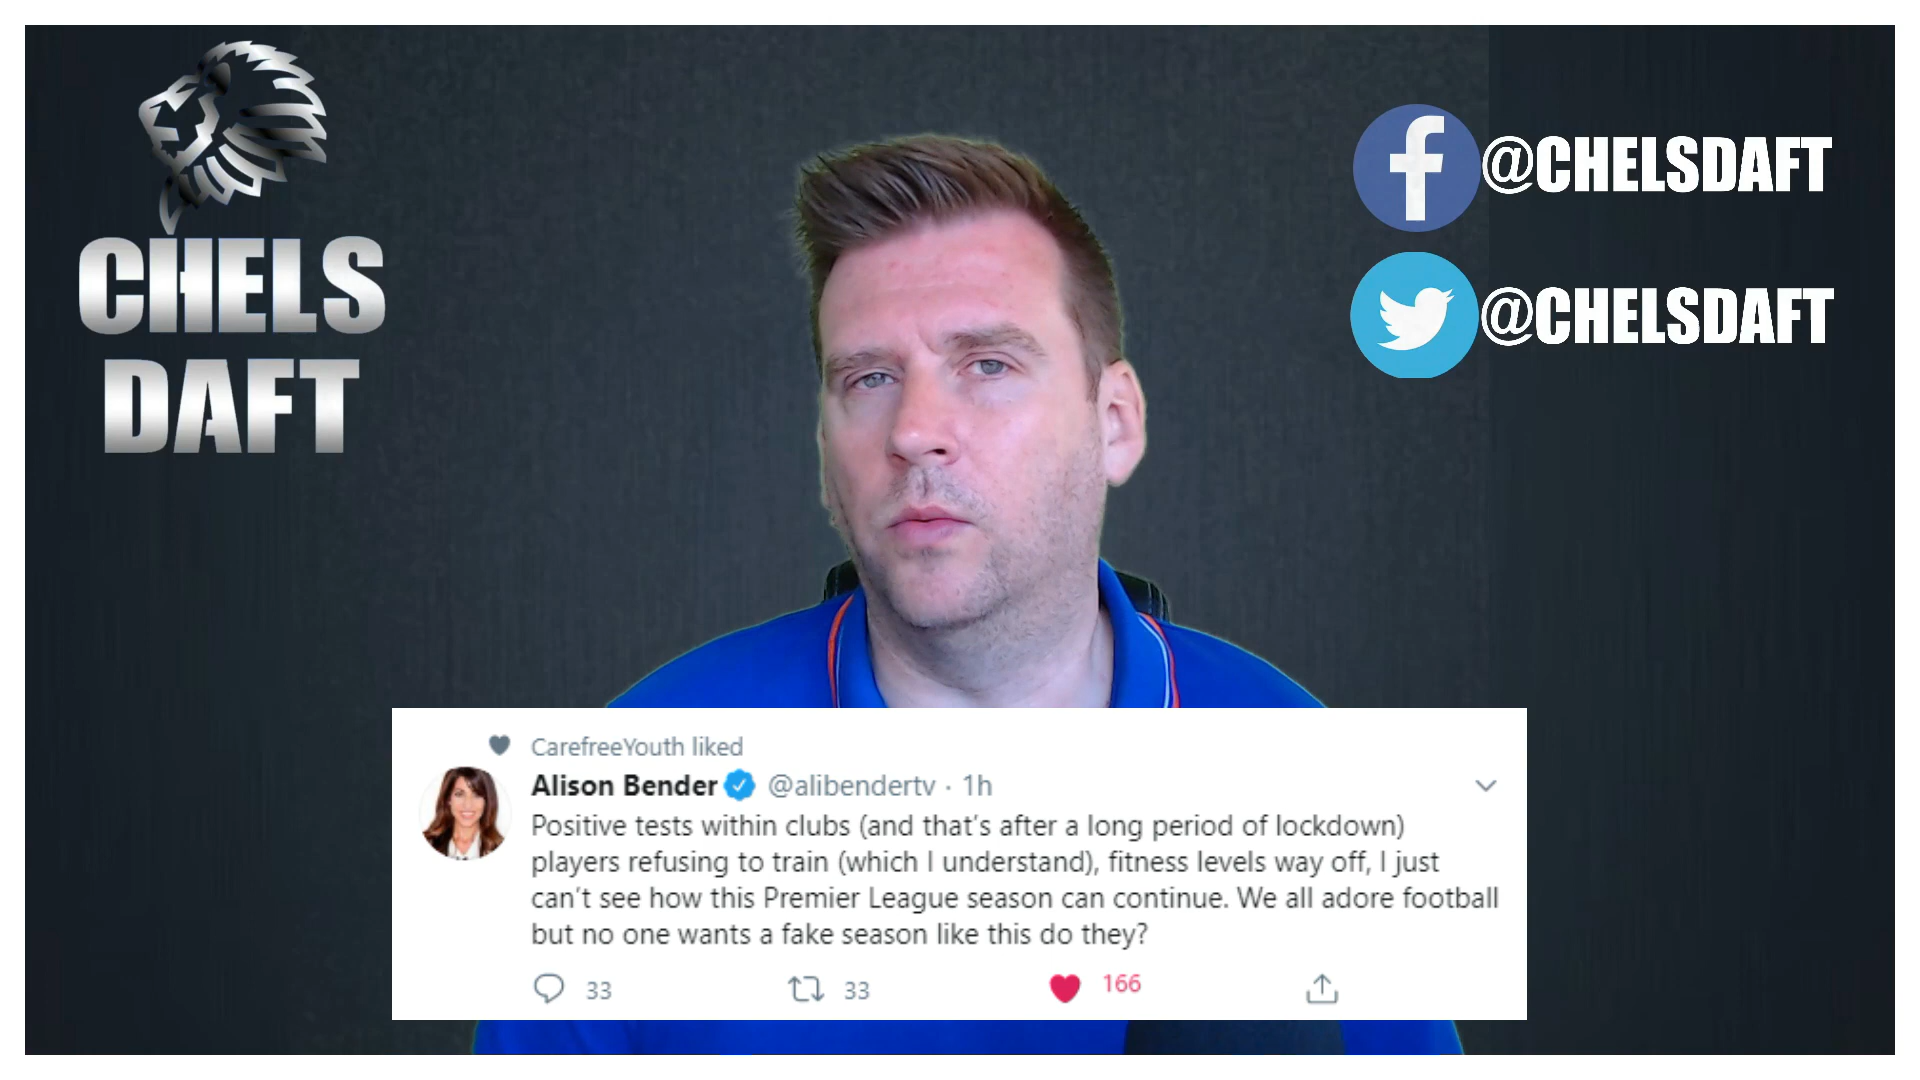 CHELS
DAFT
@CHELSDAFT
@CHELSDAFT
CarefreeYouth liked
Alison Bender @alibendertv · 1h
Positive tests within clubs (and that's after a long period of lockdown)
players refusing to train (which I understand), fitness levels way off, I just
can't see how this Premier League season can continue. We all adore football
but no one wants a fake season like this do they?
33 33 166